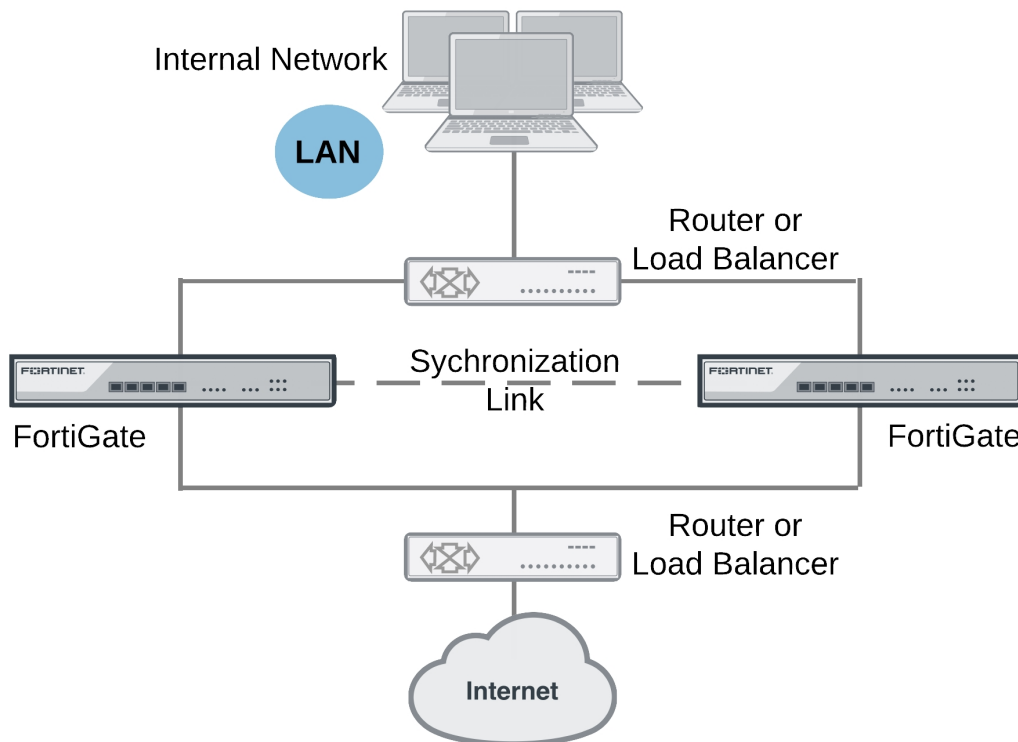 Internal Network
LAN
Router or
Load Balancer
FORTINET
Sychronization
Link
FORTINET
FortiGate
FortiGate
Router or
Load Balancer
Internet